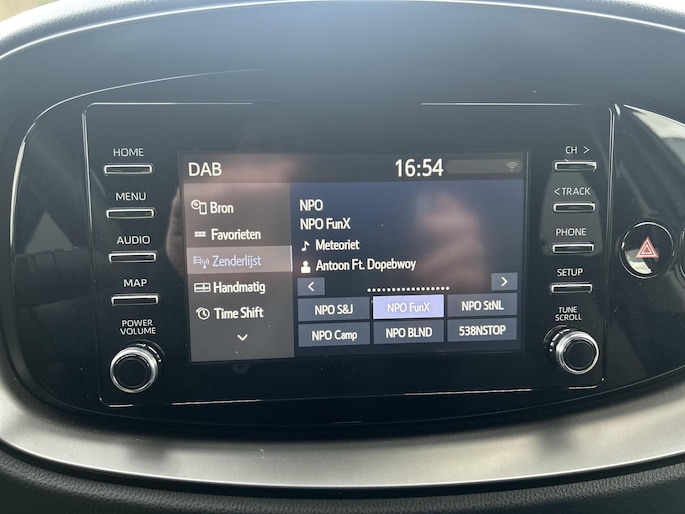 HOME
MENU
AUDIO
MAP
POWER
VOLUME
DAB
16:54
Bron
Favorieten
Zenderlijst
Handmatig
Time Shift
NPO
NPO FunX
Meteoriet
Antoon Ft. Dopebwoy
< >
NPO S&J NPO FunX NPO StNL
NPO Camp NPO BLND 538NSTOP
CH >
< TRACK
PHONE
SETUP
TUNE
SCROLL